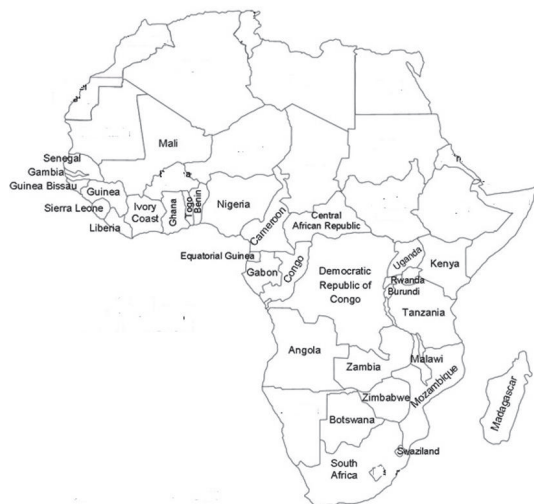 Mali
Senegal
Gambia
Guinea Bissau
Guinea
Sierra Leone
Liberia
Ivory
Coast
Ghana
Togo
Benin
Nigeria
Cameroon
Central
African Republic
Equatorial Guinea
Gabon
Congo
Democratic
Republic of
Congo
Uganda
Kenya
Rwanda
Burundi
Tanzania
Angola
Zambia
Malawi
Mozambique
Zimbabwe
Botswana
Madagascar
Swaziland
South
Africa